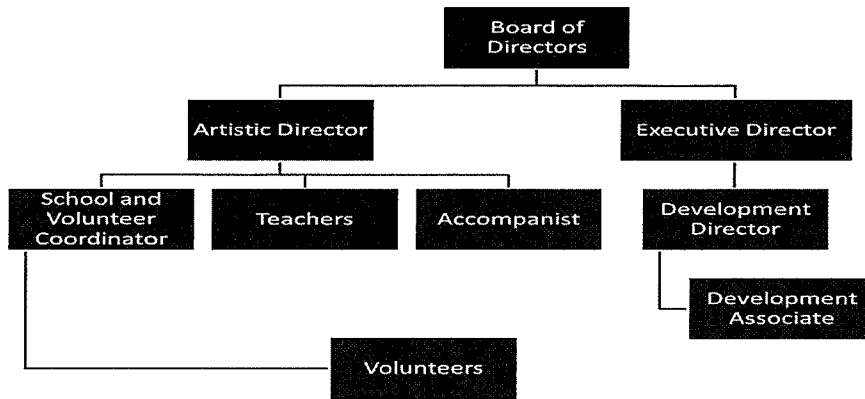 Board of
Directors
Artistic Director
Executive Director
School and
Volunteer
Coordinator
Teachers
Accompanist
Development
Director
Development
Associate
Volunteers